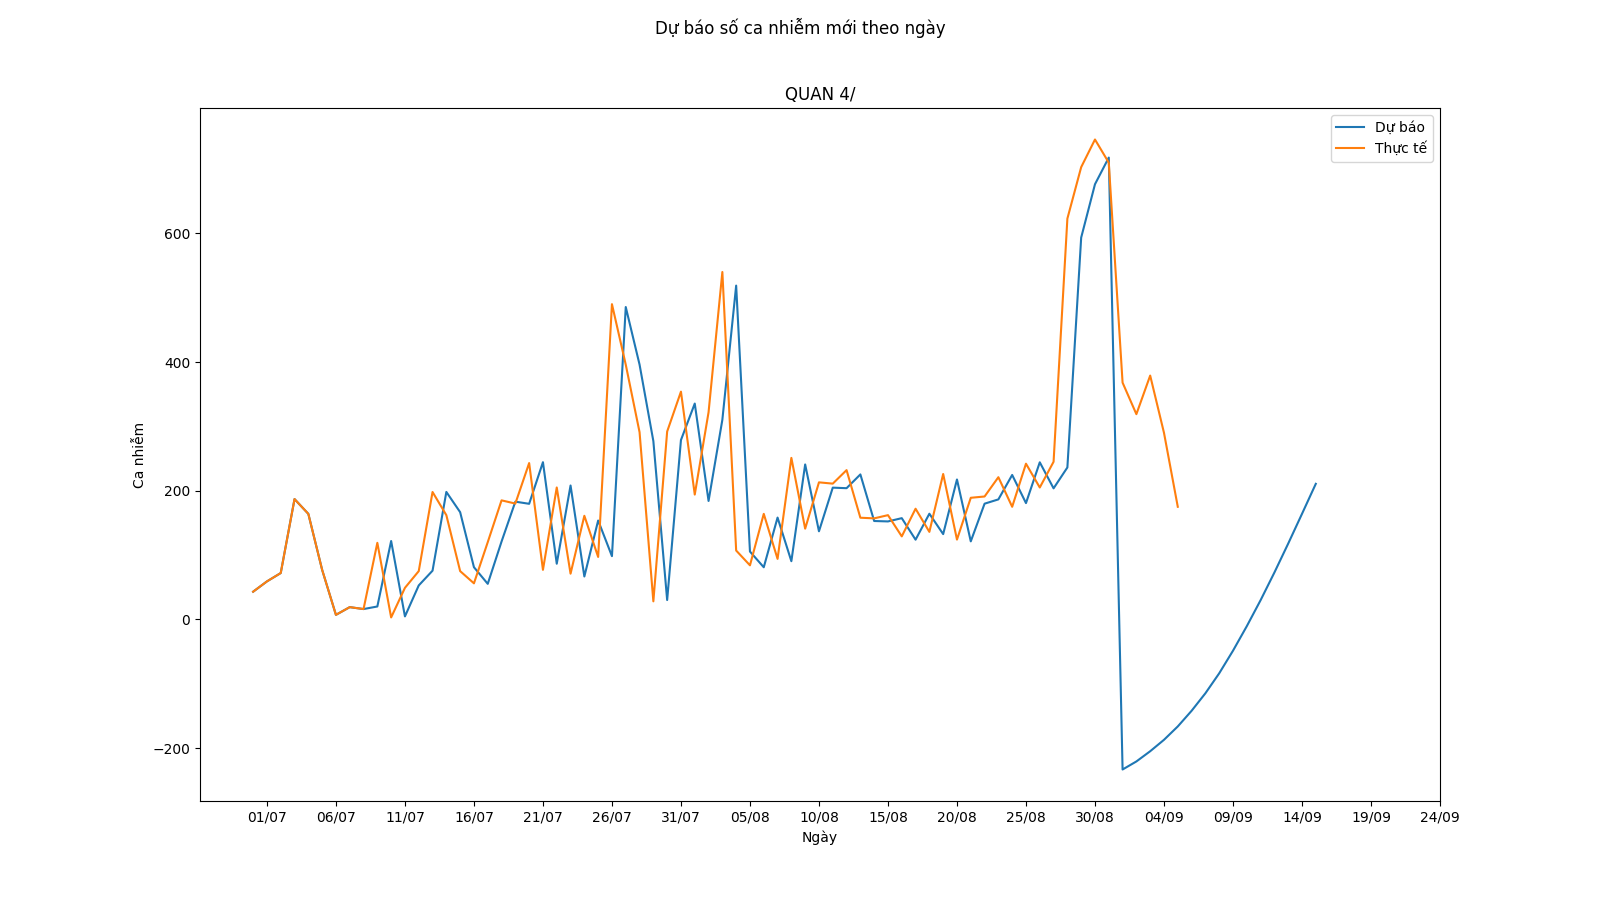 Dự báo số ca nhiễm mới theo ngày
QUAN 4/
Dự báo
Thực tế
Ca nhiễm
600
400
200
0
−200
01/07 06/07 11/07 16/07 21/07 26/07 31/07 05/08 10/08 15/08 20/08 25/08 30/08 04/09 09/09 14/09 19/09 24/09
Ngày